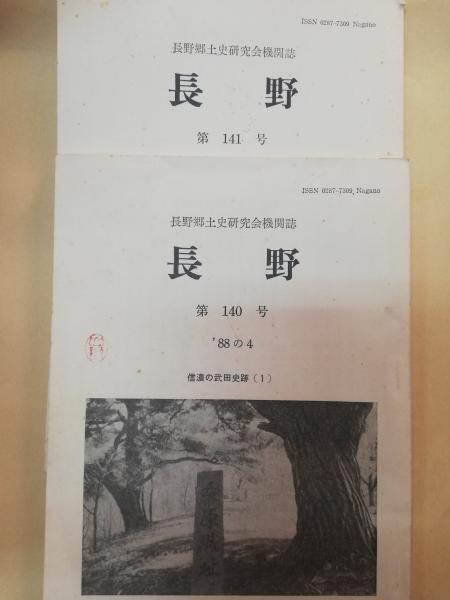 ISSN 0287-7309 Nagano
長野郷土史研究会機関誌
長 野
第 141 号
ISSN 0287-7309 Nagano
長野郷土史研究会機関誌
長 野
第 140 号
'88の4
信濃の武田史跡(1)